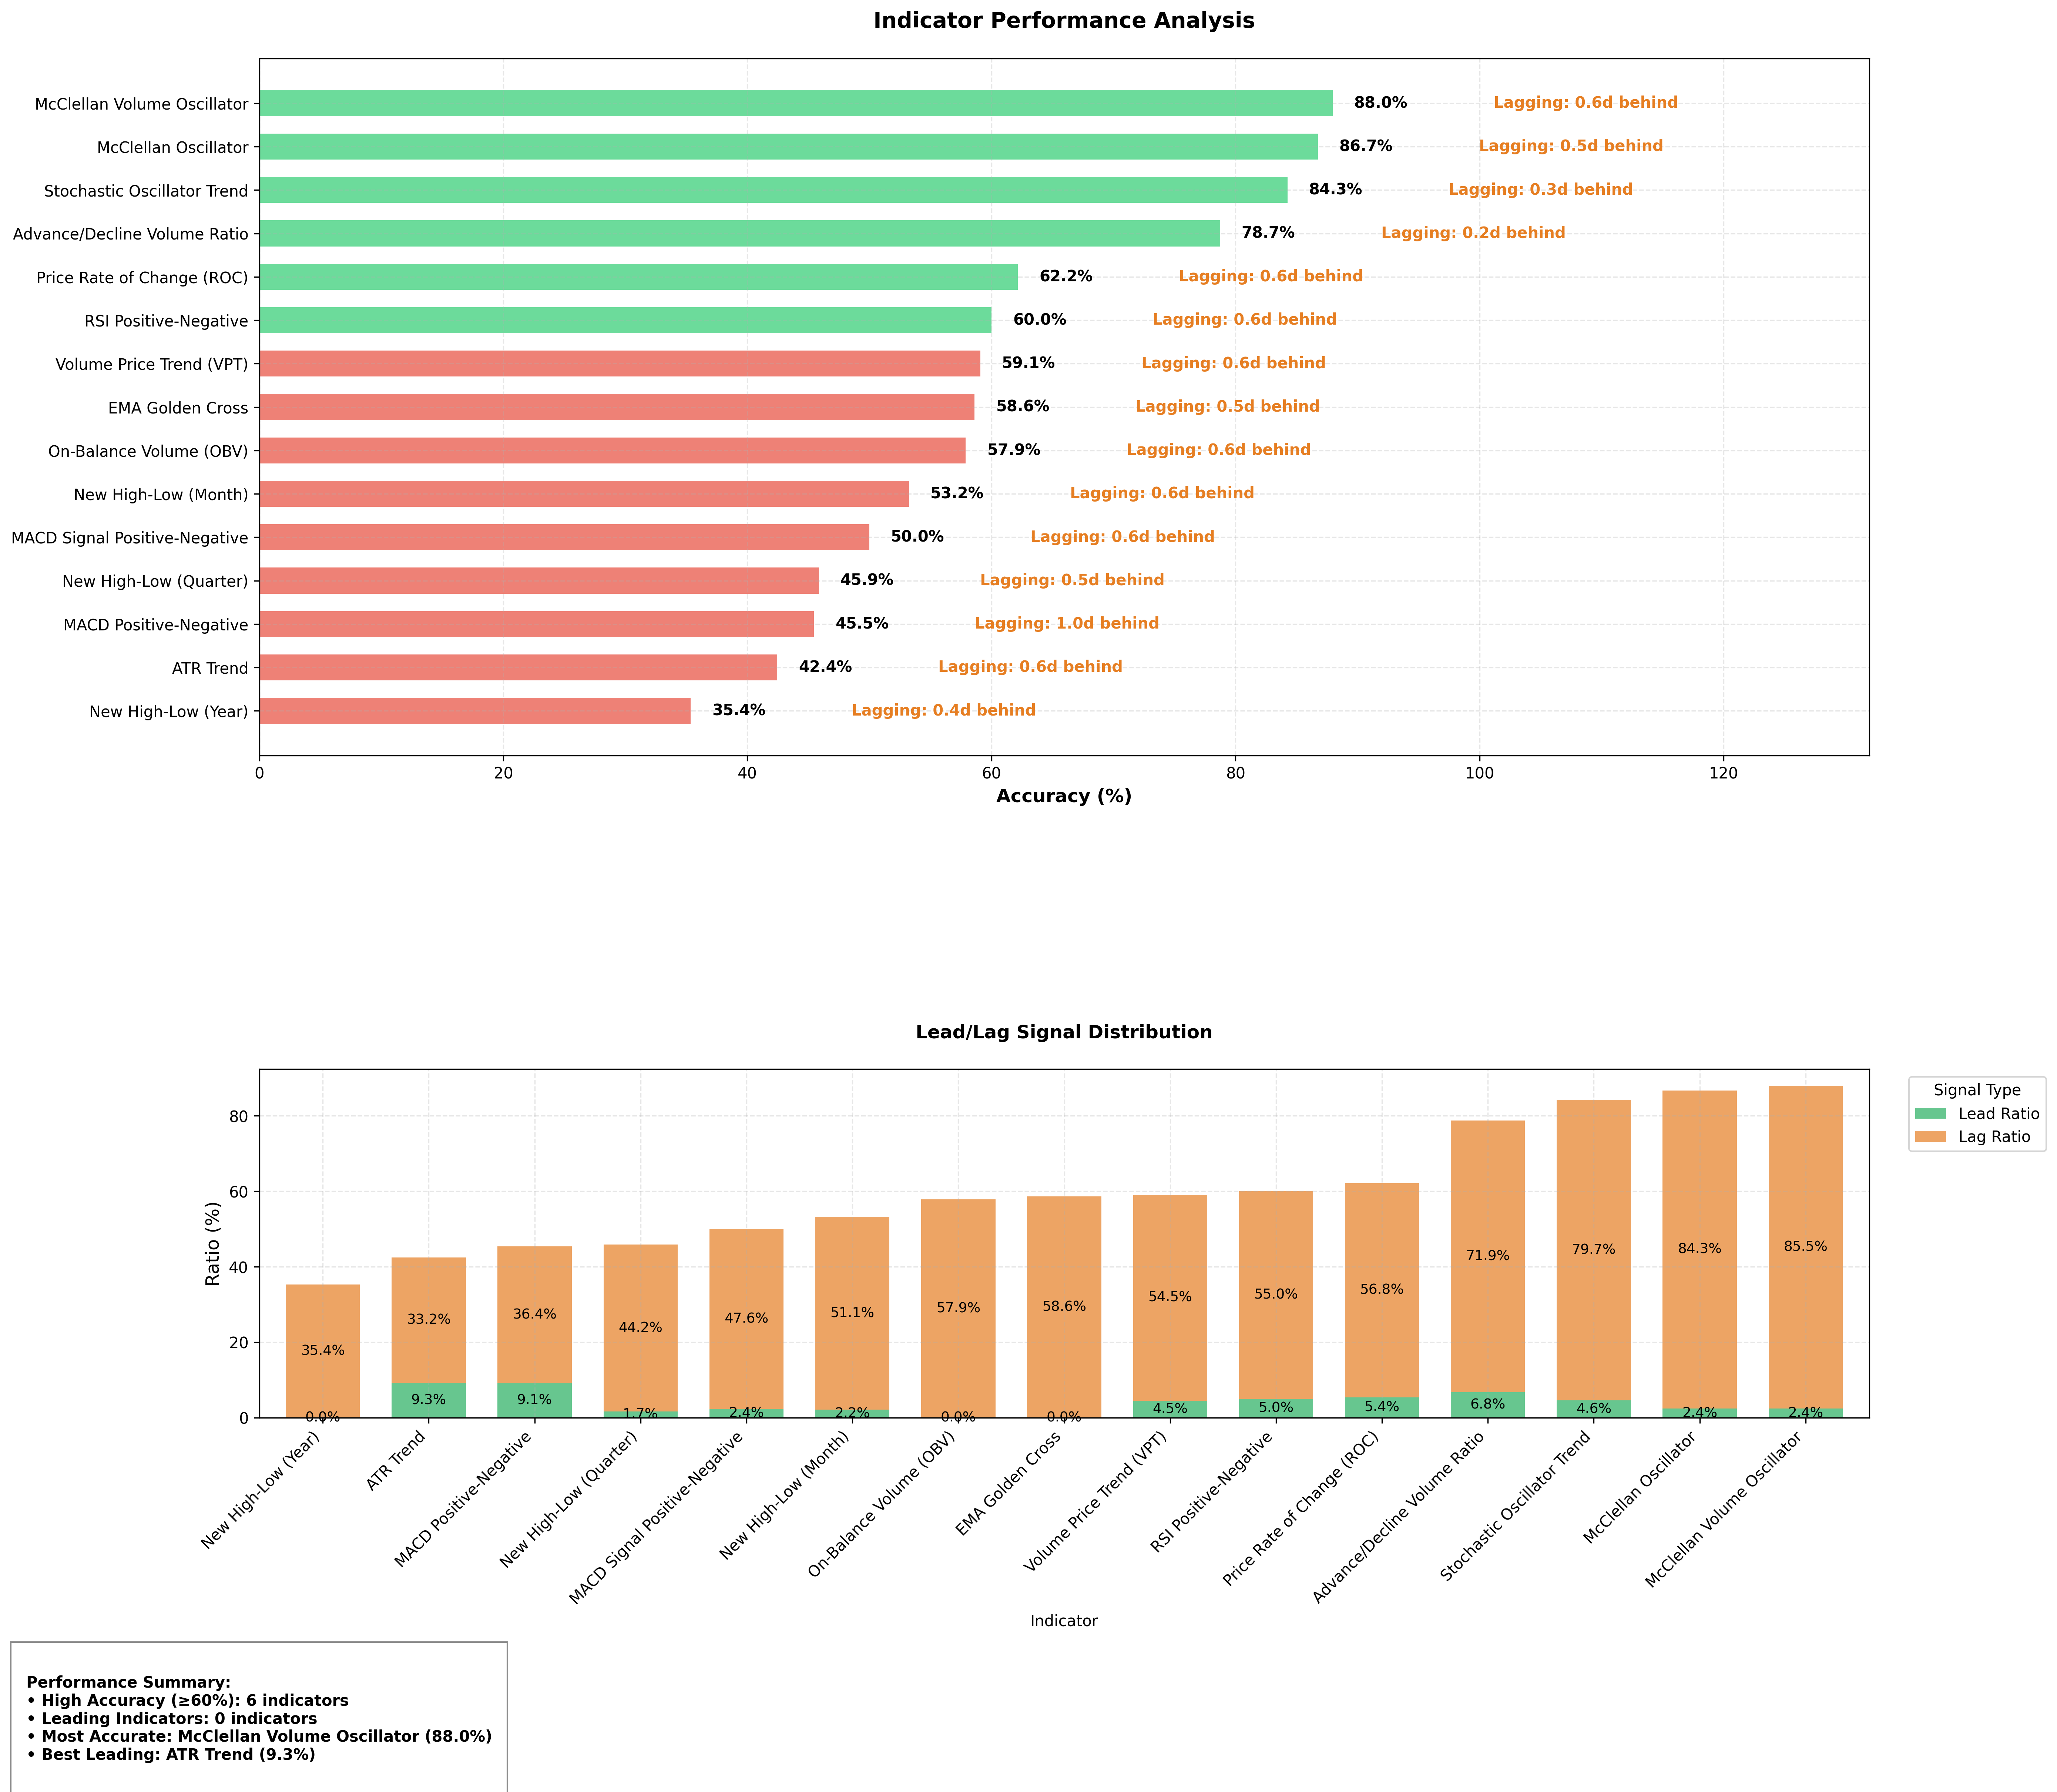 Indicator Performance Analysis
McClellan Volume Oscillator 88.0% Lagging: 0.6d behind
McClellan Oscillator 86.7% Lagging: 0.5d behind
Stochastic Oscillator Trend 84.3% Lagging: 0.3d behind
Advance/Decline Volume Ratio 78.7% Lagging: 0.2d behind
Price Rate of Change (ROC) 62.2% Lagging: 0.6d behind
RSI Positive-Negative 60.0% Lagging: 0.6d behind
Volume Price Trend (VPT) 59.1% Lagging: 0.6d behind
EMA Golden Cross 58.6% Lagging: 0.5d behind
On-Balance Volume (OBV) 57.9% Lagging: 0.6d behind
New High-Low (Month) 53.2% Lagging: 0.6d behind
MACD Signal Positive-Negative 50.0% Lagging: 0.6d behind
New High-Low (Quarter) 45.9% Lagging: 0.5d behind
MACD Positive-Negative 45.5% Lagging: 1.0d behind
ATR Trend 42.4% Lagging: 0.6d behind
New High-Low (Year) 35.4% Lagging: 0.4d behind
0 20 40 60 80 100 120
Accuracy (%)
Lead/Lag Signal Distribution
Signal Type
Lead Ratio
Lag Ratio
Ratio (%)
80
60
40
20
0
35.4% 33.2% 36.4% 44.2% 47.6% 51.1% 57.9% 58.6% 54.5% 55.0% 56.8% 71.9% 79.7% 84.3% 85.5%
0.0% 9.3% 9.1% 1.7% 2.4% 2.2% 0.0% 0.0% 4.5% 5.0% 5.4% 6.8% 4.6% 2.4% 2.4%
New High-Low (Year)
ATR Trend
MACD Positive-Negative
New High-Low (Quarter)
MACD Signal Positive-Negative
New High-Low (Month)
On-Balance Volume (OBV)
EMA Golden Cross
Volume Price Trend (VPT)
RSI Positive-Negative
Price Rate of Change (ROC)
Advance/Decline Volume Ratio
Stochastic Oscillator Trend
McClellan Oscillator
McClellan Volume Oscillator
Indicator
Performance Summary:
• High Accuracy (≥60%): 6 indicators
• Leading Indicators: 0 indicators
• Most Accurate: McClellan Volume Oscillator (88.0%)
• Best Leading: ATR Trend (9.3%)